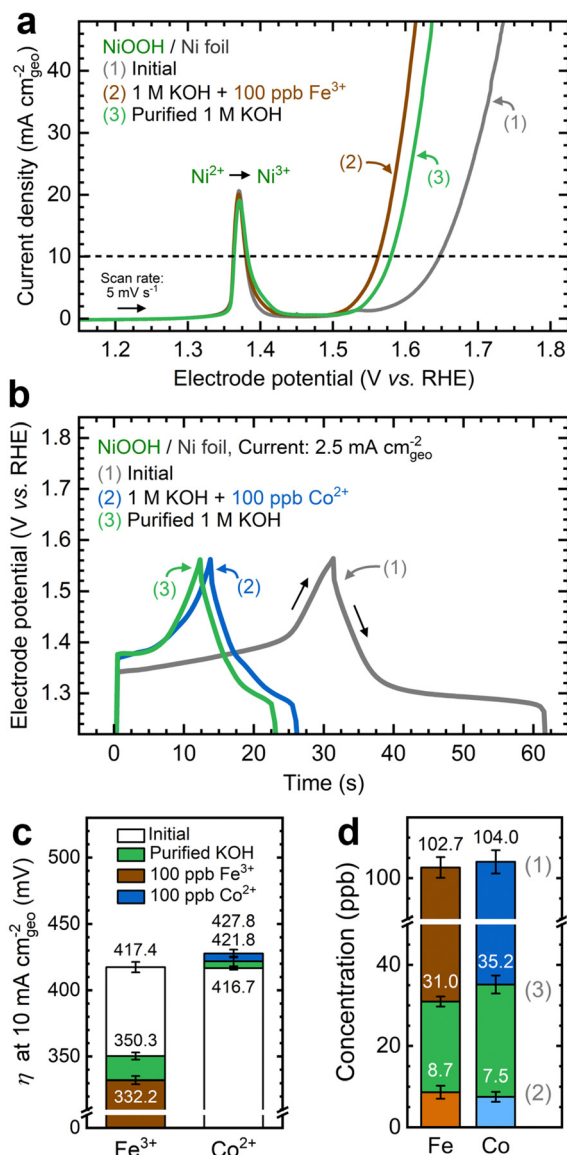 a
NiOOH / Ni foil
(1) Initial
(2) 1 M KOH + 100 ppb Fe³⁺
(3) Purified 1 M KOH
Ni²⁺ → Ni³⁺
(2)
(3)
(1)
Scan rate:
5 mV s⁻¹
Current density (mA cm⁻²geo)
40
30
20
10
0
1.2 1.3 1.4 1.5 1.6 1.7 1.8
Electrode potential (V vs. RHE)
b
NiOOH / Ni foil, Current: 2.5 mA cm⁻²geo
(1) Initial
(2) 1 M KOH + 100 ppb Co²⁺
(3) Purified 1 M KOH
(3)
(2)
(1)
Electrode potential (V vs. RHE)
1.8
1.7
1.6
1.5
1.4
1.3
0 10 20 30 40 50 60
Time (s)
c
Initial
Purified KOH
100 ppb Fe³⁺
100 ppb Co²⁺
η at 10 mA cm⁻²geo (mV)
500
450
400
350
300
0
417.4
350.3
332.2
427.8
421.8
416.7
Fe³⁺ Co²⁺
d
Concentration (ppb)
100
40
30
20
10
0
102.7
104.0
31.0
35.2
8.7
7.5
(1)
(3)
(2)
Fe Co